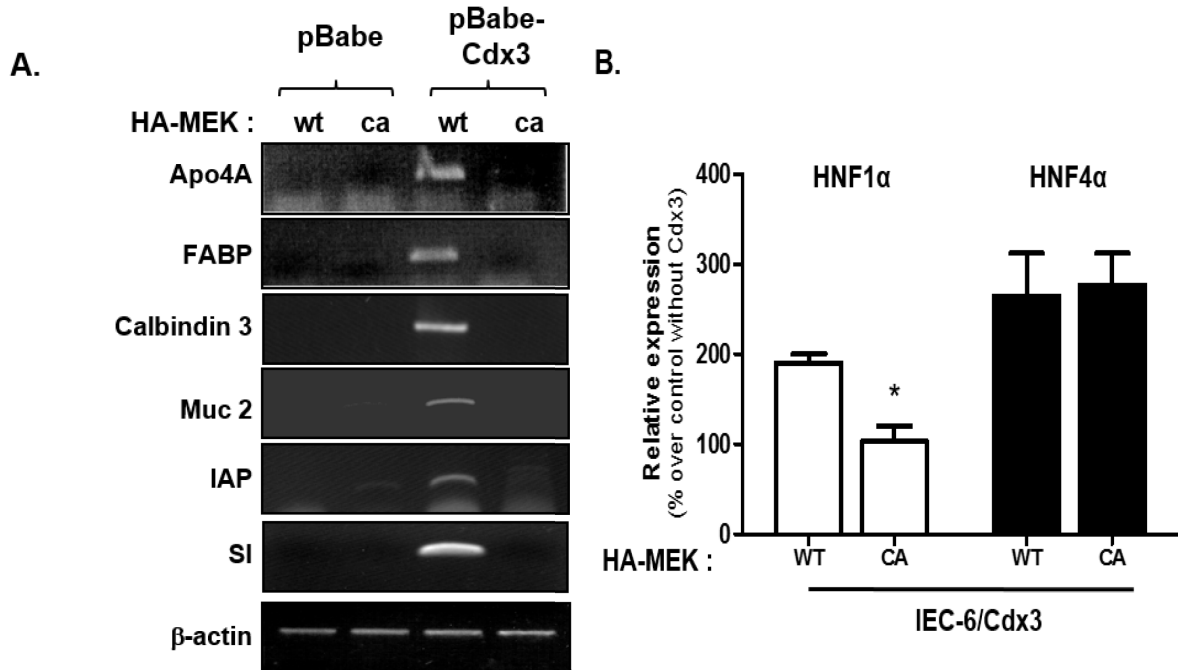 A.
pBabe
pBabe-
Cdx3
HA-MEK : wt ca wt ca
Apo4A
FABP
Calbindin 3
Muc 2
IAP
SI
β-actin
B.
Relative expression
(% over control without Cdx3)
400
300
200
100
0
HNF1α HNF4α
*
HA-MEK : WT CA WT CA
IEC-6/Cdx3